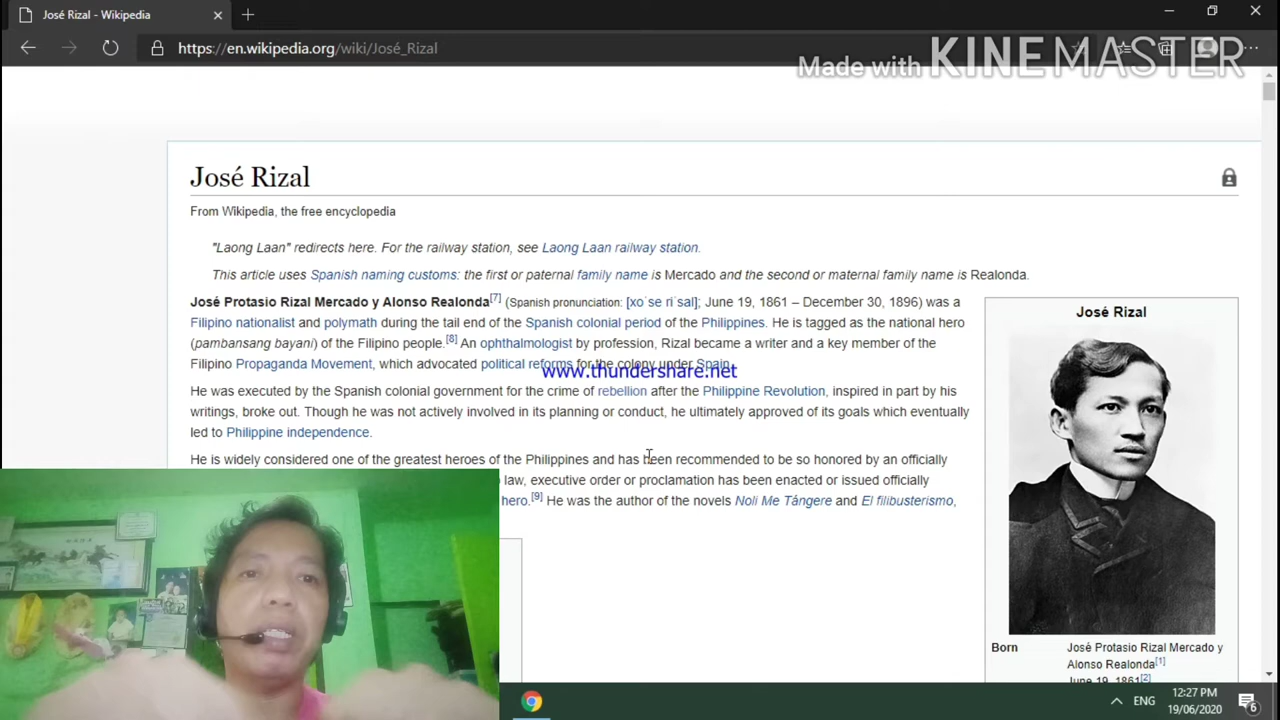 José Rizal - Wikipedia
https://en.wikipedia.org/wiki/José_Rizal
Made with KINEMASTER
José Rizal
From Wikipedia, the free encyclopedia
"Laong Laan" redirects here. For the railway station, see Laong Laan railway station.
This article uses Spanish naming customs: the first or paternal family name is Mercado and the second or maternal family name is Realonda.
José Protasio Rizal Mercado y Alonso Realonda[7] (Spanish pronunciation: [xoˈse riˈsal]; June 19, 1861 – December 30, 1896) was a
Filipino nationalist and polymath during the tail end of the Spanish colonial period of the Philippines. He is tagged as the national hero
(pambansang bayani) of the Filipino people.[8] An ophthalmologist by profession, Rizal became a writer and a key member of the
Filipino Propaganda Movement, which advocated political reforms for the colony under Spain.
www.thundershare.net
He was executed by the Spanish colonial government for the crime of rebellion after the Philippine Revolution, inspired in part by his
writings, broke out. Though he was not actively involved in its planning or conduct, he ultimately approved of its goals which eventually
led to Philippine independence.
He is widely considered one of the greatest heroes of the Philippines and has been recommended to be so honored by an officially
law, executive order or proclamation has been enacted or issued officially
hero.[9] He was the author of the novels Noli Me Tángere and El filibusterismo,
José Rizal
Born José Protasio Rizal Mercado y
Alonso Realonda[1]
June 19, 1861[2]
ENG
12:27 PM
19/06/2020
6